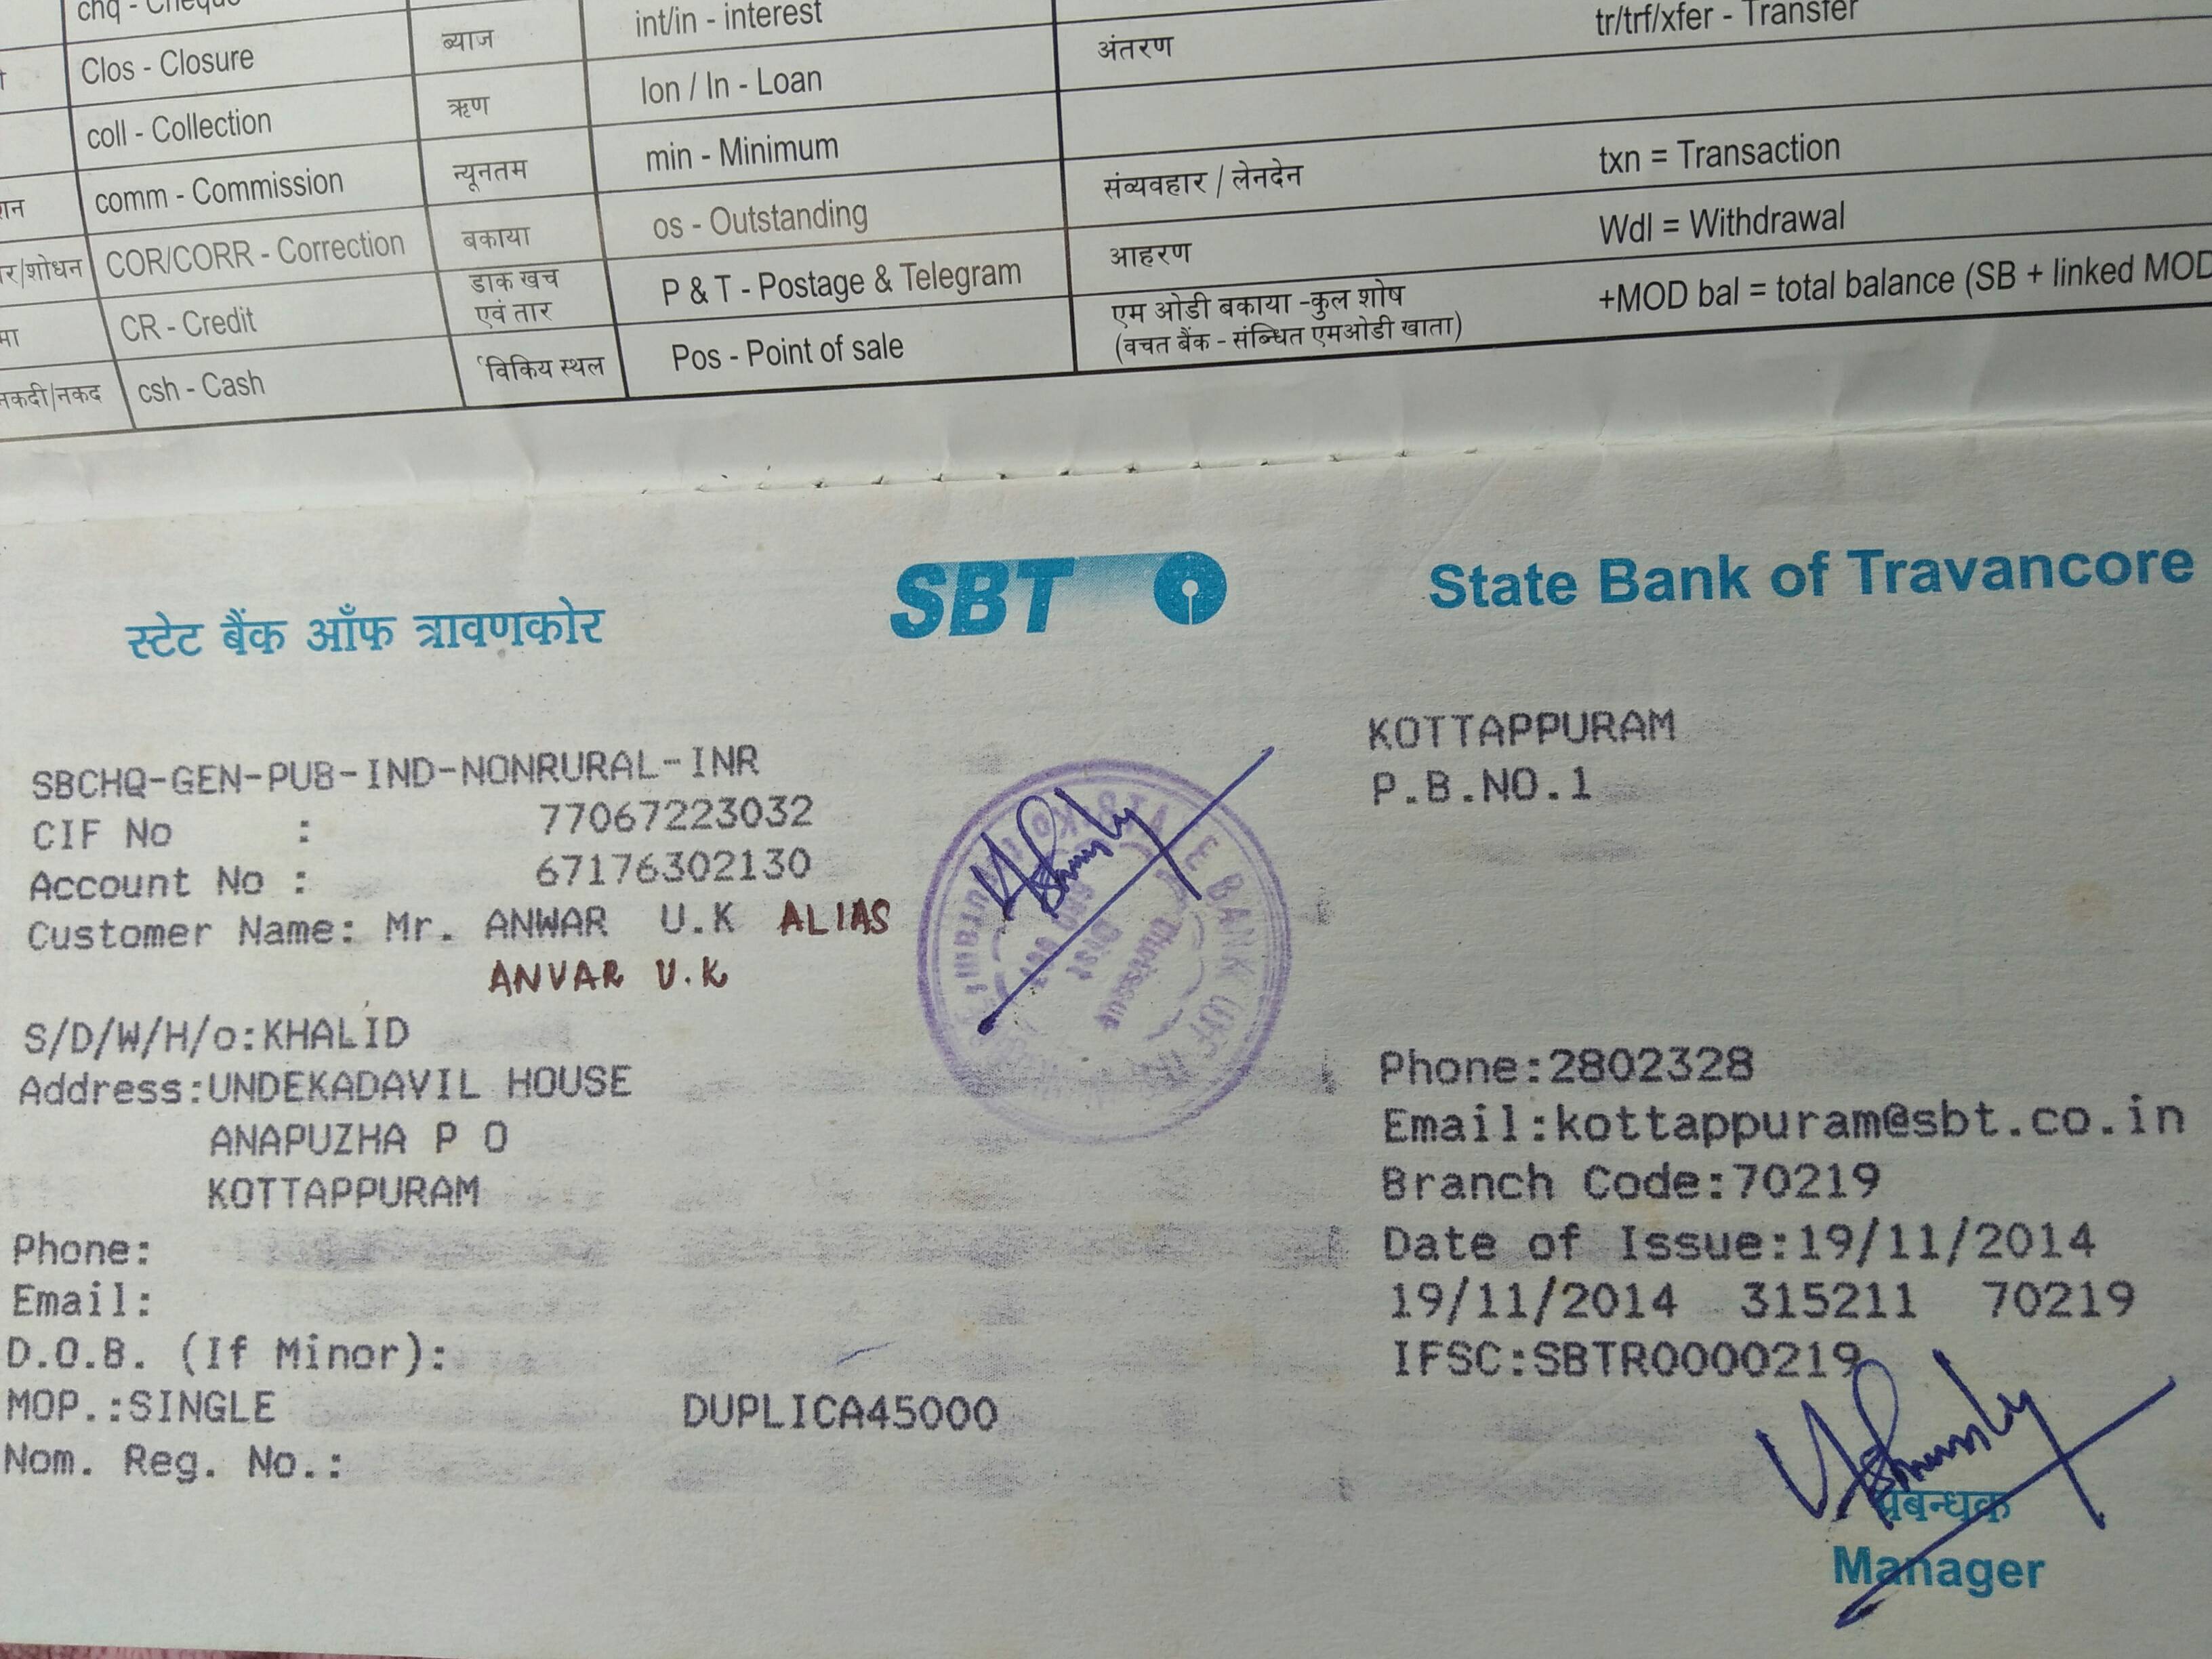 Clos - Closure
coll - Collection
comm - Commission
COR/CORR - Correction
CR - Credit
नकदी/नकद csh - Cash
ब्याज int/in - interest
ऋण lon / ln - Loan
न्यूनतम min - Minimum
बकाया os - Outstanding
डाक खच
एवं तार P & T - Postage & Telegram
विकिय स्थल Pos - Point of sale
अंतरण tr/trf/xfer - Transfer
संव्यवहार / लेनदेन txn = Transaction
आहरण Wdl = Withdrawal
एम ओडी बकाया -कुल शोष +MOD bal = total balance (SB + linked MOD
(वचत बैंक - संब्धित एमओडी खाता)
स्टेट बैंक ऑफ त्रावणकोर SBT State Bank of Travancore
SBCHQ-GEN-PUB-IND-NONRURAL-INR
CIF No : 77067223032
Account No : 67176302130
Customer Name: Mr. ANWAR U.K ALIAS
ANVAR U.K
S/D/W/H/o:KHALID
Address:UNDEKADAVIL HOUSE
ANAPUZHA P O
KOTTAPPURAM
Phone:
Email:
D.O.B. (If Minor):
MOP.:SINGLE DUPLICA45000
Nom. Reg. No.:
KOTTAPPURAM
P.B.NO.1
Phone:2802328
Email:kottappuram@sbt.co.in
Branch Code:70219
Date of Issue:19/11/2014
19/11/2014 315211 70219
IFSC:SBTR0000219
प्रबन्धक
Manager